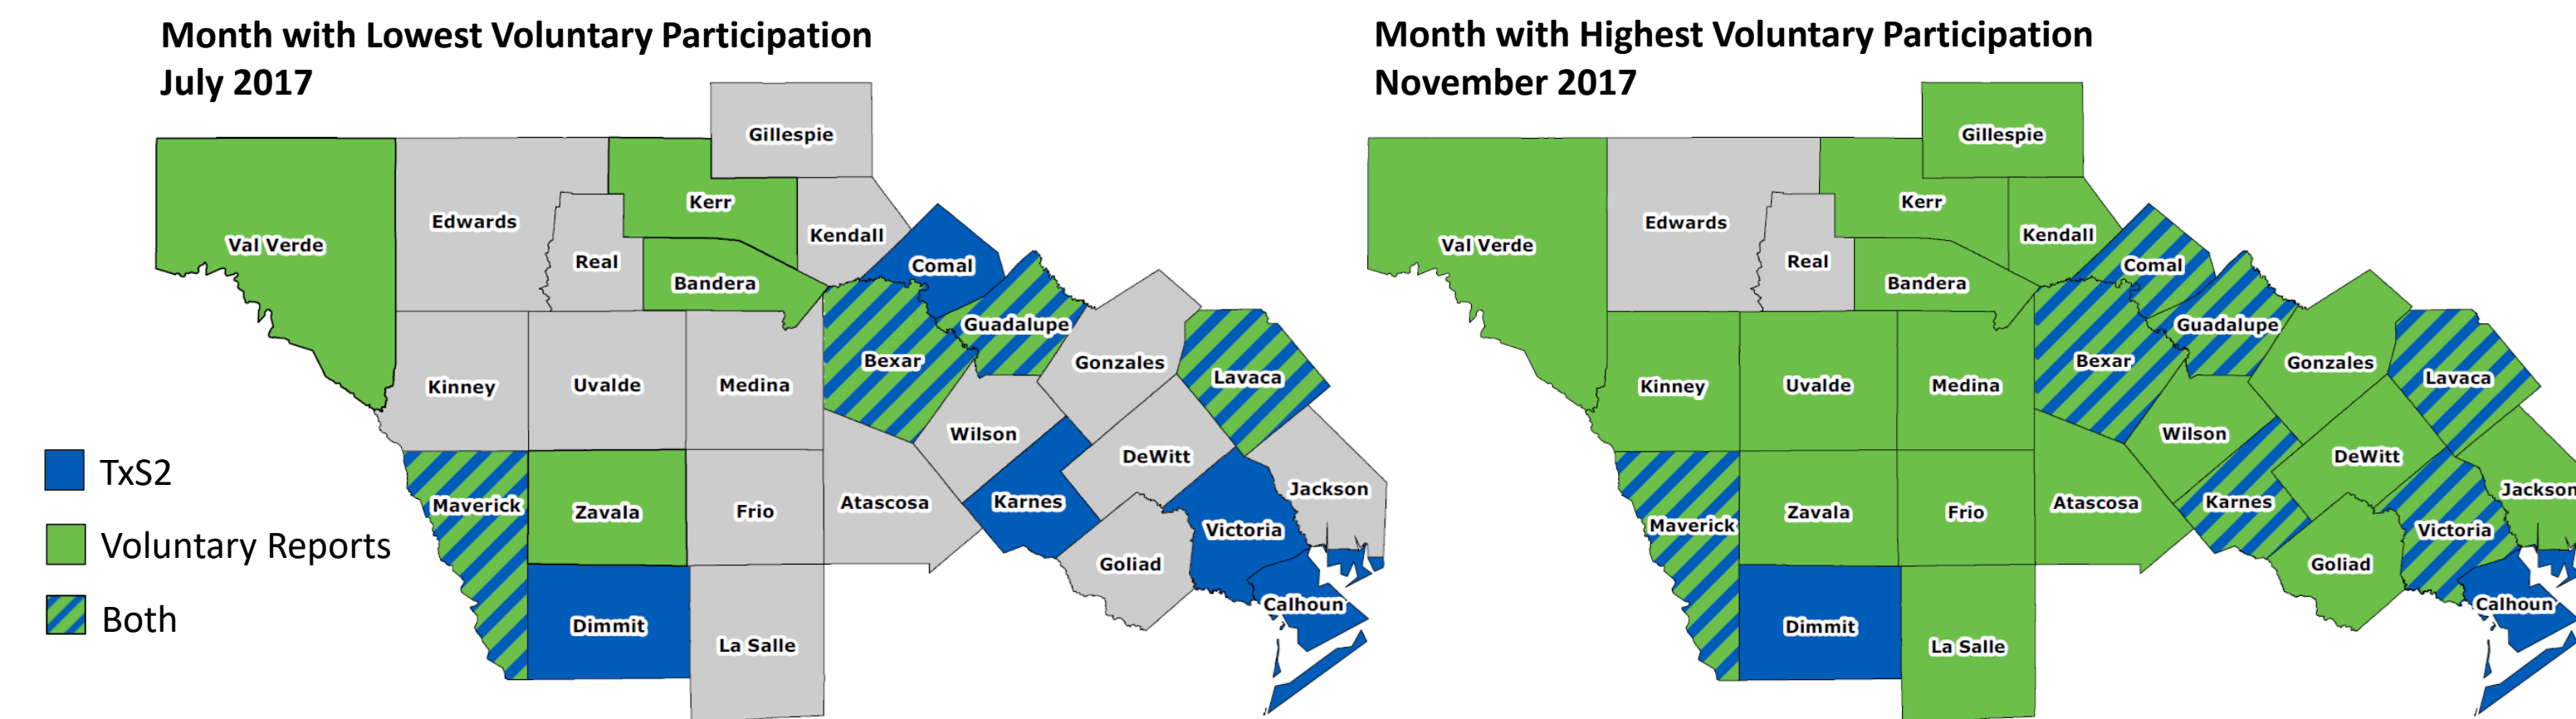 Month with Lowest Voluntary Participation
July 2017
Gillespie
Kerr
Edwards
Kendall
Val Verde
Real
Comal
Bandera
Guadalupe
Bexar
Gonzales
Lavaca
Kinney
Uvalde
Medina
Wilson
DeWitt
Jackson
Maverick
Zavala
Frio
Atascosa
Karnes
Victoria
Goliad
Calhoun
Dimmit
La Salle
TxS2
Voluntary Reports
Both
Month with Highest Voluntary Participation
November 2017
Gillespie
Kerr
Edwards
Kendall
Val Verde
Real
Comal
Bandera
Guadalupe
Bexar
Gonzales
Lavaca
Kinney
Uvalde
Medina
Wilson
DeWitt
Jackson
Maverick
Zavala
Frio
Atascosa
Karnes
Victoria
Goliad
Calhoun
Dimmit
La Salle